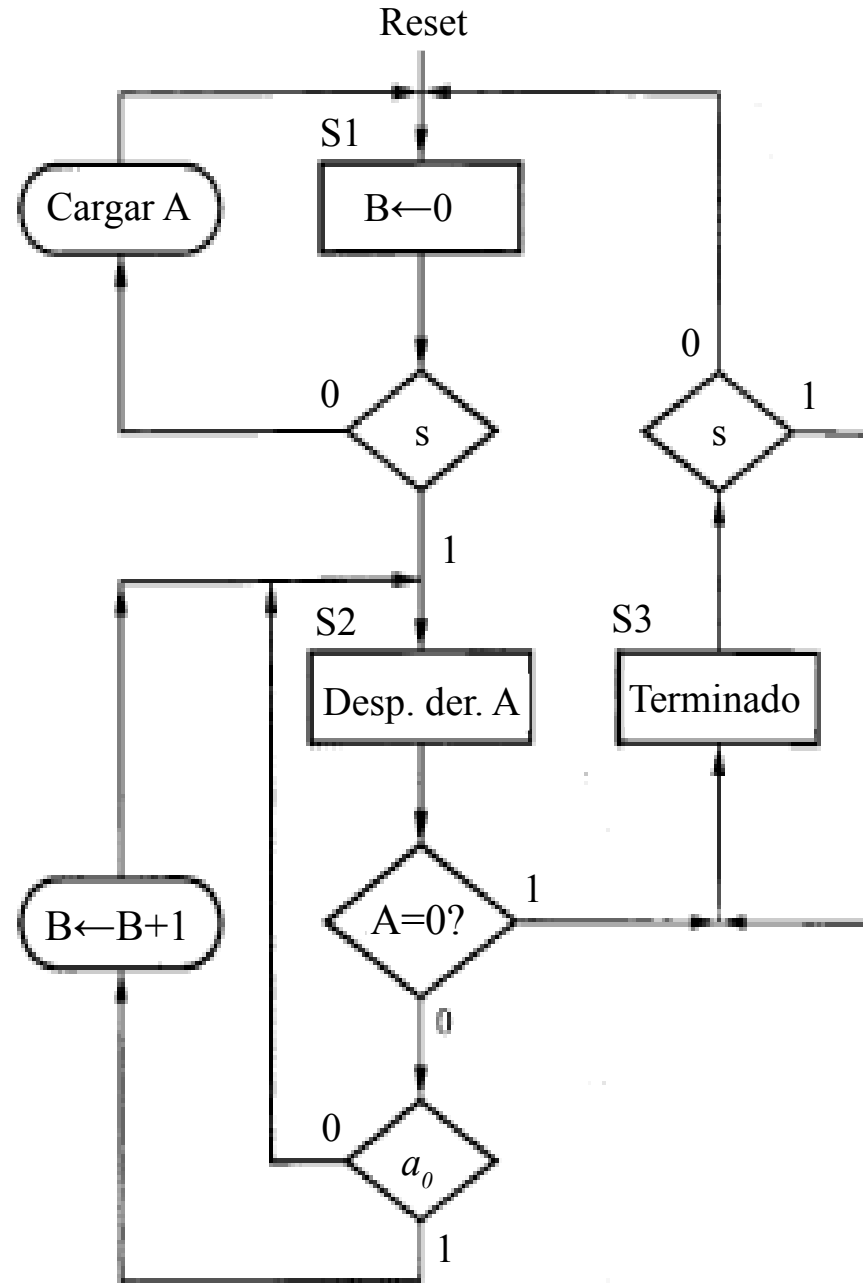 Reset
S1
Cargar A
B←0
0
s
1
0
s
1
S2
Desp. der. A
S3
Terminado
B←B+1
A=0?
1
0
0
a₀
1